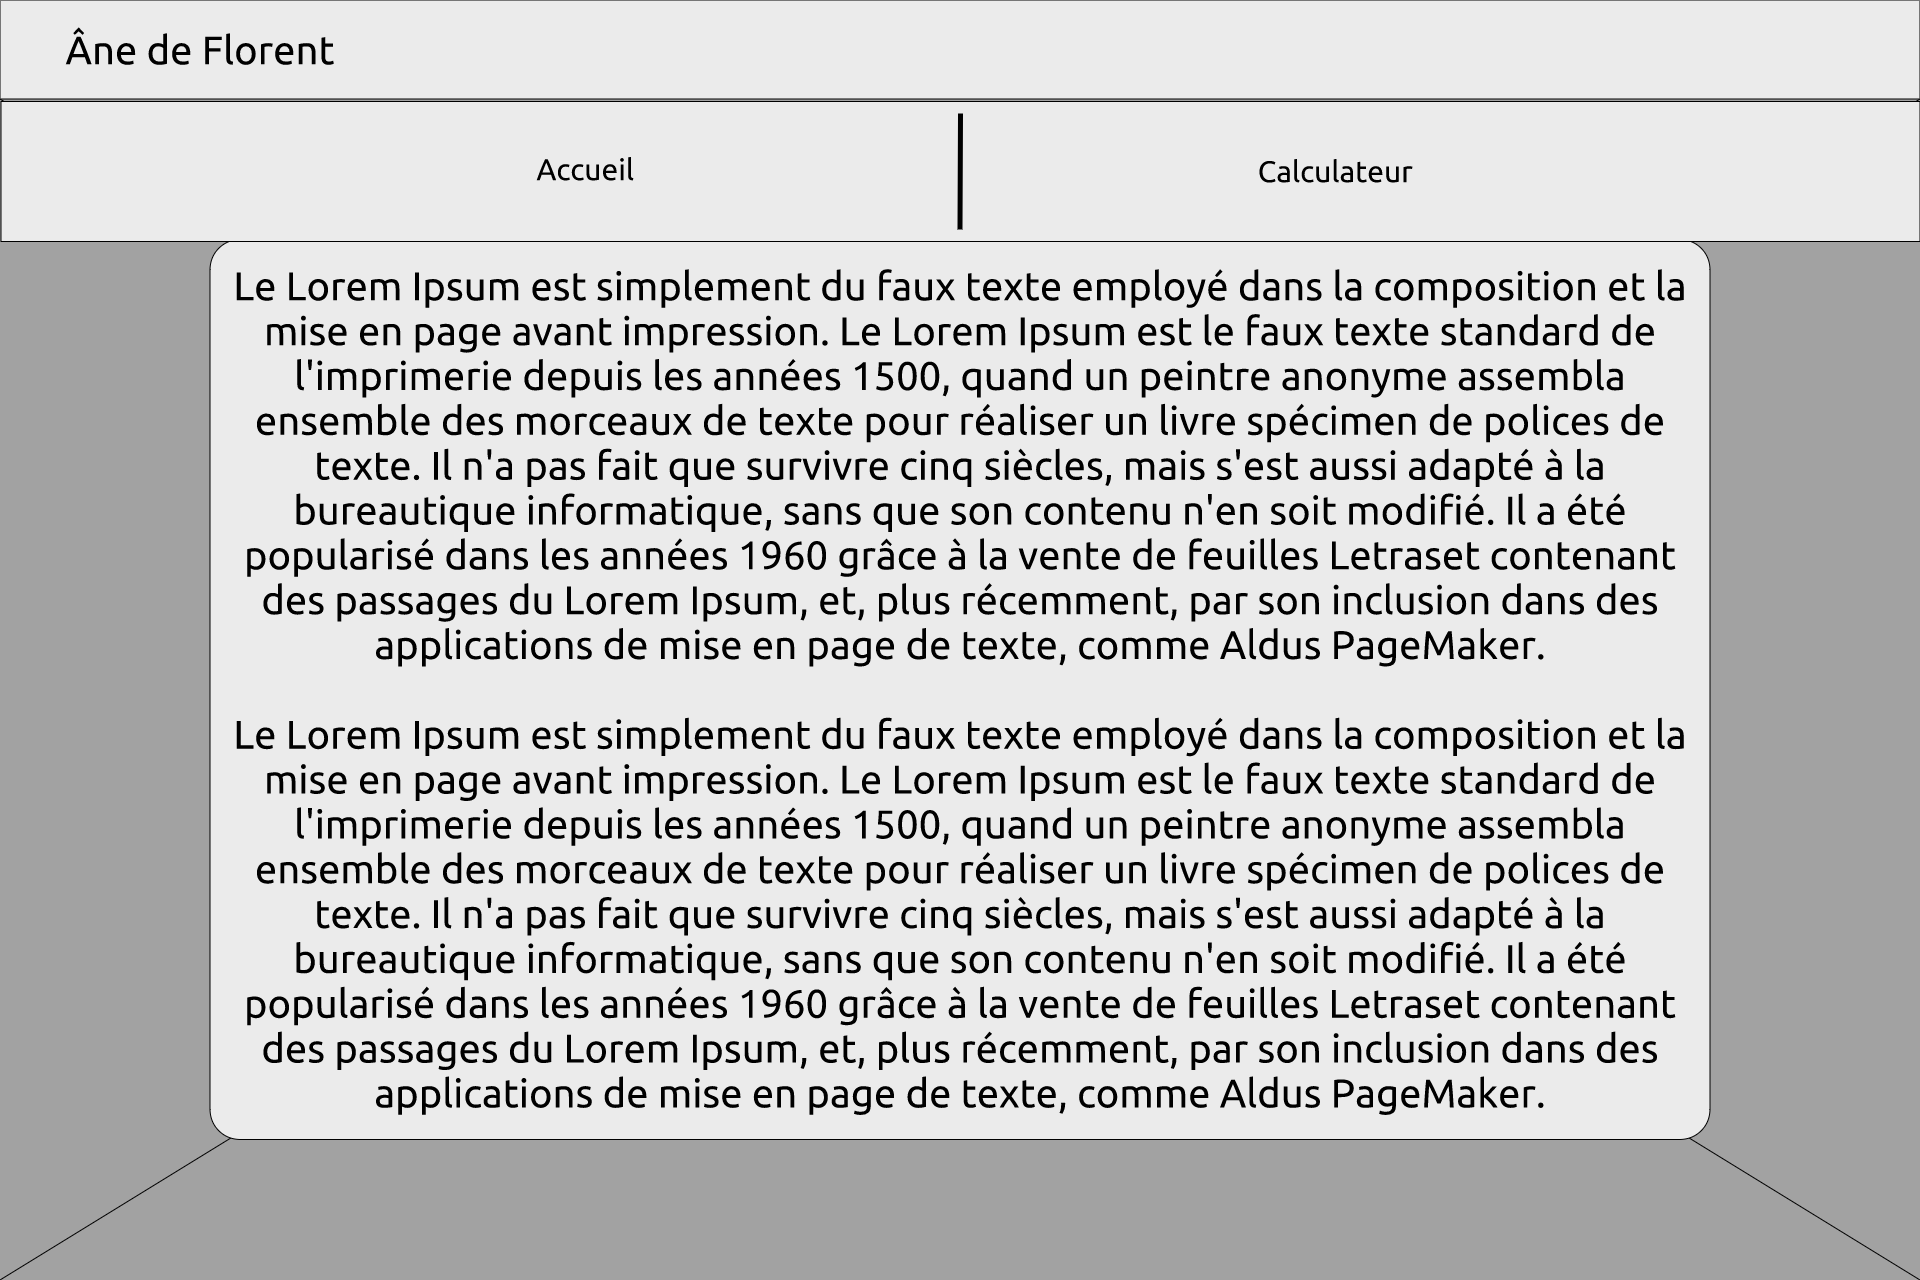 Âne de Florent
Accueil
Calculateur
Le Lorem Ipsum est simplement du faux texte employé dans la composition et la
mise en page avant impression. Le Lorem Ipsum est le faux texte standard de
l'imprimerie depuis les années 1500, quand un peintre anonyme assembla
ensemble des morceaux de texte pour réaliser un livre spécimen de polices de
texte. Il n'a pas fait que survivre cinq siècles, mais s'est aussi adapté à la
bureautique informatique, sans que son contenu n'en soit modifié. Il a été
popularisé dans les années 1960 grâce à la vente de feuilles Letraset contenant
des passages du Lorem Ipsum, et, plus récemment, par son inclusion dans des
applications de mise en page de texte, comme Aldus PageMaker.
Le Lorem Ipsum est simplement du faux texte employé dans la composition et la
mise en page avant impression. Le Lorem Ipsum est le faux texte standard de
l'imprimerie depuis les années 1500, quand un peintre anonyme assembla
ensemble des morceaux de texte pour réaliser un livre spécimen de polices de
texte. Il n'a pas fait que survivre cinq siècles, mais s'est aussi adapté à la
bureautique informatique, sans que son contenu n'en soit modifié. Il a été
popularisé dans les années 1960 grâce à la vente de feuilles Letraset contenant
des passages du Lorem Ipsum, et, plus récemment, par son inclusion dans des
applications de mise en page de texte, comme Aldus PageMaker.